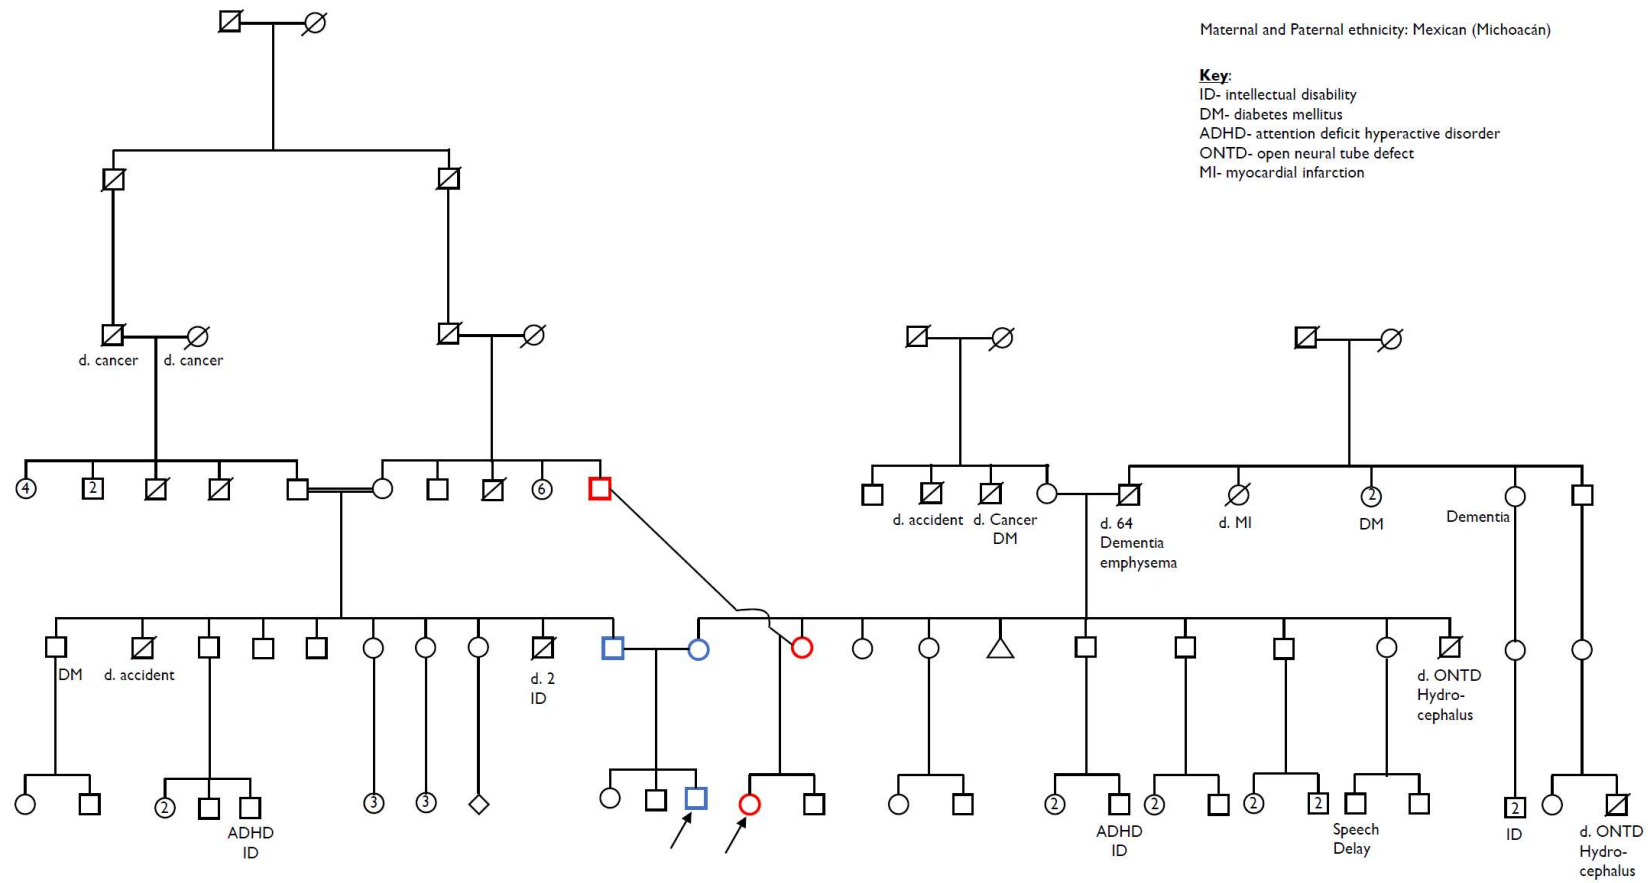 Maternal and Paternal ethnicity: Mexican (Michoacán)
Key:
ID- intellectual disability
DM- diabetes mellitus
ADHD- attention deficit hyperactive disorder
ONTD- open neural tube defect
MI- myocardial infarction
d. cancer
d. cancer
4
2
6
d. accident
d. Cancer
DM
d. 64
Dementia
emphysema
d. MI
2
DM
Dementia
DM
d. accident
d. 2
ID
d. ONTD
Hydro-
cephalus
2
ADHD
ID
3
3
2
ADHD
ID
2
2
2
Speech
Delay
2
ID
d. ONTD
Hydro-
cephalus